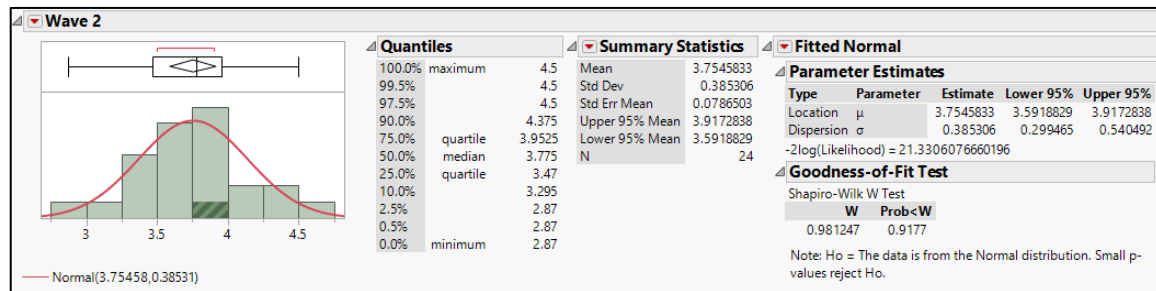 Wave 2
3 3.5 4 4.5
Normal(3.75458,0.38531)
Quantiles
100.0% maximum 4.5
99.5% 4.5
97.5% 4.5
90.0% 4.375
75.0% quartile 3.9525
50.0% median 3.775
25.0% quartile 3.47
10.0% 3.295
2.5% 2.87
0.5% 2.87
0.0% minimum 2.87
Summary Statistics
Mean 3.7545833
Std Dev 0.385306
Std Err Mean 0.0786503
Upper 95% Mean 3.9172838
Lower 95% Mean 3.5918829
N 24
Fitted Normal
Parameter Estimates
Type Parameter Estimate Lower 95% Upper 95%
Location μ 3.7545833 3.5918829 3.9172838
Dispersion σ 0.385306 0.299465 0.540492
-2log(Likelihood) = 21.3306076660196
Goodness-of-Fit Test
Shapiro-Wilk W Test
W Prob<W
0.981247 0.9177
Note: Ho = The data is from the Normal distribution. Small p-
values reject Ho.